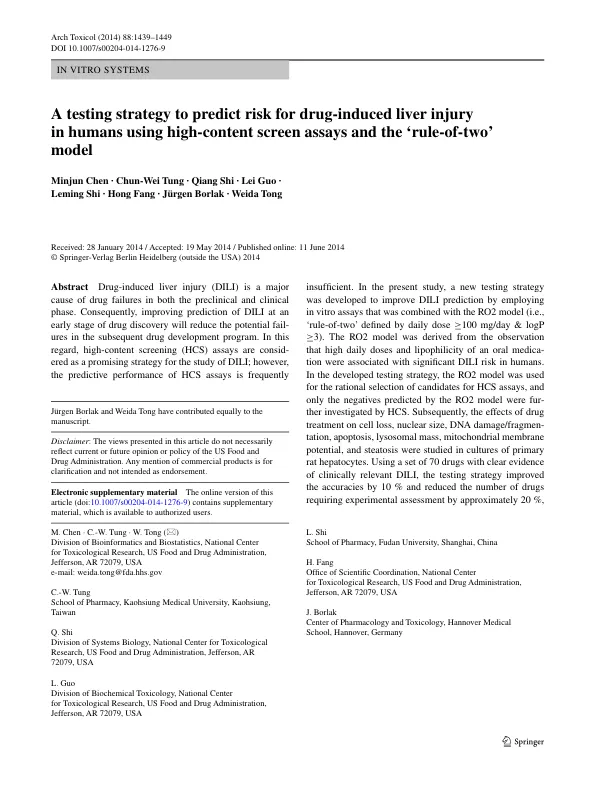 Arch Toxicol (2014) 88:1439–1449
DOI 10.1007/s00204-014-1276-9
IN VITRO SYSTEMS
A testing strategy to predict risk for drug-induced liver injury
in humans using high-content screen assays and the ‘rule-of-two’
model
Minjun Chen · Chun-Wei Tung · Qiang Shi · Lei Guo ·
Leming Shi · Hong Fang · Jürgen Borlak · Weida Tong
Received: 28 January 2014 / Accepted: 19 May 2014 / Published online: 11 June 2014
© Springer-Verlag Berlin Heidelberg (outside the USA) 2014
Abstract Drug-induced liver injury (DILI) is a major
cause of drug failures in both the preclinical and clinical
phase. Consequently, improving prediction of DILI at an
early stage of drug discovery will reduce the potential fail-
ures in the subsequent drug development program. In this
regard, high-content screening (HCS) assays are consid-
ered as a promising strategy for the study of DILI; however,
the predictive performance of HCS assays is frequently
Jürgen Borlak and Weida Tong have contributed equally to the
manuscript.
Disclaimer: The views presented in this article do not necessarily
reflect current or future opinion or policy of the US Food and
Drug Administration. Any mention of commercial products is for
clarification and not intended as endorsement.
Electronic supplementary material The online version of this
article (doi:10.1007/s00204-014-1276-9) contains supplementary
material, which is available to authorized users.
M. Chen · C.-W. Tung · W. Tong (✉)
Division of Bioinformatics and Biostatistics, National Center
for Toxicological Research, US Food and Drug Administration,
Jefferson, AR 72079, USA
e-mail: weida.tong@fda.hhs.gov
C.-W. Tung
School of Pharmacy, Kaohsiung Medical University, Kaohsiung,
Taiwan
Q. Shi
Division of Systems Biology, National Center for Toxicological
Research, US Food and Drug Administration, Jefferson, AR
72079, USA
L. Guo
Division of Biochemical Toxicology, National Center
for Toxicological Research, US Food and Drug Administration,
Jefferson, AR 72079, USA
insufficient. In the present study, a new testing strategy
was developed to improve DILI prediction by employing
in vitro assays that was combined with the RO2 model (i.e.,
‘rule-of-two’ defined by daily dose ≥100 mg/day & logP
≥3). The RO2 model was derived from the observation
that high daily doses and lipophilicity of an oral medica-
tion were associated with significant DILI risk in humans.
In the developed testing strategy, the RO2 model was used
for the rational selection of candidates for HCS assays, and
only the negatives predicted by the RO2 model were fur-
ther investigated by HCS. Subsequently, the effects of drug
treatment on cell loss, nuclear size, DNA damage/fragmen-
tation, apoptosis, lysosomal mass, mitochondrial membrane
potential, and steatosis were studied in cultures of primary
rat hepatocytes. Using a set of 70 drugs with clear evidence
of clinically relevant DILI, the testing strategy improved
the accuracies by 10 % and reduced the number of drugs
requiring experimental assessment by approximately 20 %,
L. Shi
School of Pharmacy, Fudan University, Shanghai, China
H. Fang
Office of Scientific Coordination, National Center
for Toxicological Research, US Food and Drug Administration,
Jefferson, AR 72079, USA
J. Borlak
Center of Pharmacology and Toxicology, Hannover Medical
School, Hannover, Germany
Springer